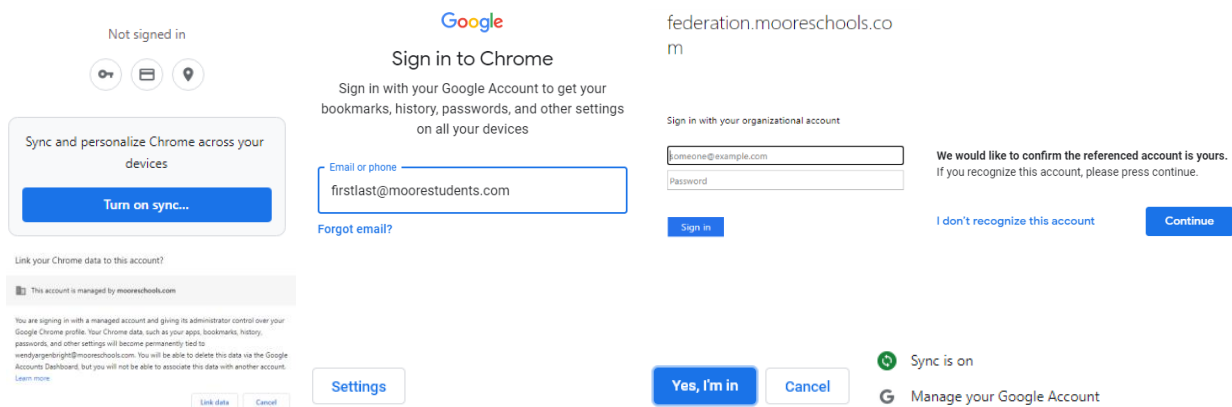 Not signed in
Sync and personalize Chrome across your
devices
Turn on sync...
Link your Chrome data to this account?
This account is managed by mooreschools.com
You are signing in with a managed account and giving its administrator control over your
Google Chrome profile. Your Chrome data, such as your apps, bookmarks, history,
passwords, and other settings will become permanently tied to
wendyargenbright@mooreschools.com. You will be able to delete this data via the Google
Accounts Dashboard, but you will not be able to associate this data with another account.
Learn more
Link data
Cancel
Google
Sign in to Chrome
Sign in with your Google Account to get your
bookmarks, history, passwords, and other settings
on all your devices
Email or phone
firstlast@moorestudents.com
Forgot email?
Settings
federation.mooreschools.co
m
Sign in with your organizational account
someone@example.com
Password
Sign in
We would like to confirm the referenced account is yours.
If you recognize this account, please press continue.
I don't recognize this account
Continue
Yes, I'm in
Cancel
Sync is on
G Manage your Google Account